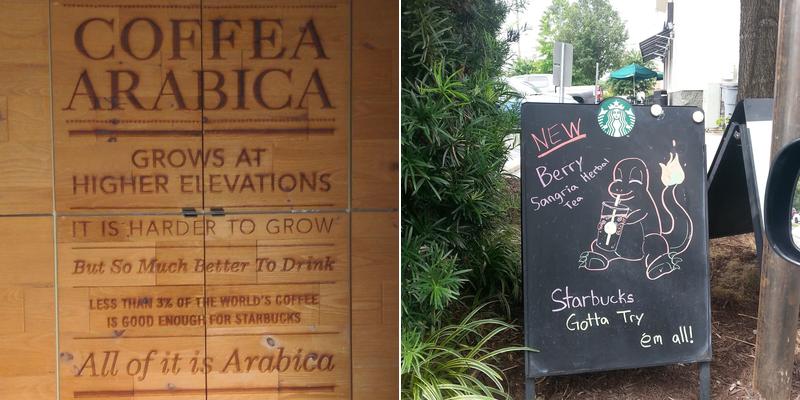 COFFEA
ARABICA
GROWS AT
HIGHER ELEVATIONS
IT IS HARDER TO GROW
But So Much Better To Drink
LESS THAN 3% OF THE WORLD'S COFFEE
IS GOOD ENOUGH FOR STARBUCKS
All of it is Arabica
NEW
Berry
Sangria Herbal
Tea
Starbucks
Gotta Try
em all!